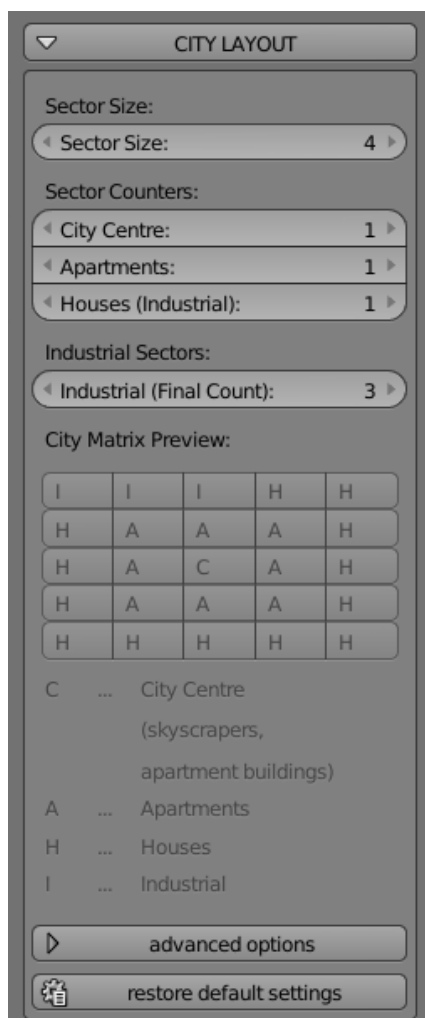 CITY LAYOUT
Sector Size:
Sector Size: 4
Sector Counters:
City Centre: 1
Apartments: 1
Houses (Industrial): 1
Industrial Sectors:
Industrial (Final Count): 3
City Matrix Preview:
I I I H H
H A A A H
H A C A H
H A A A H
H H H H H
C ... City Centre
(skyscrapers,
apartment buildings)
A ... Apartments
H ... Houses
I ... Industrial
advanced options
restore default settings